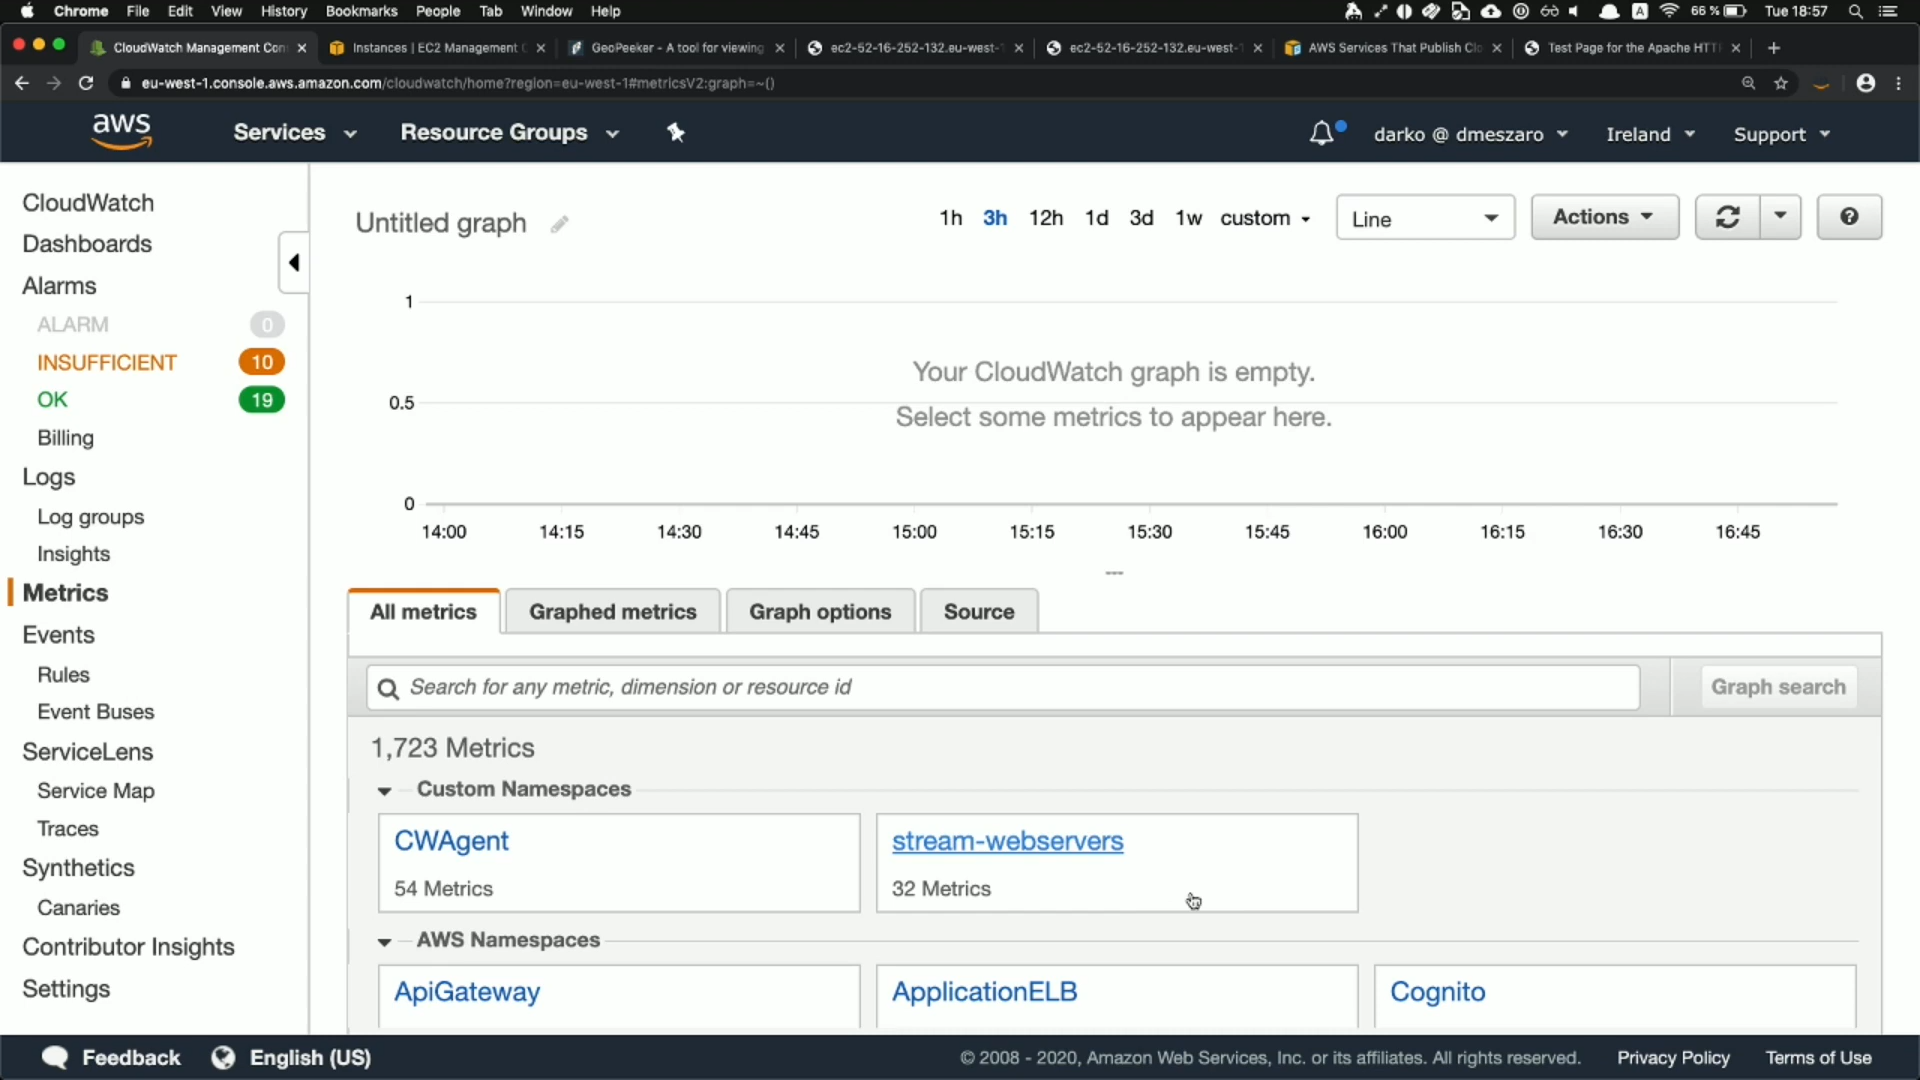 Chrome File Edit View History Bookmarks People Tab Window Help
66 % Tue 18:57
CloudWatch Management Con
Instances | EC2 Management C
GeoPeeker - A tool for viewing
ec2-52-16-252-132.eu-west-1
ec2-52-16-252-132.eu-west-1
AWS Services That Publish Clo
Test Page for the Apache HTT
eu-west-1.console.aws.amazon.com/cloudwatch/home?region=eu-west-1#metricsV2:graph=~()
aws
Services
Resource Groups
darko @ dmeszaro
Ireland
Support
CloudWatch
Dashboards
Alarms
ALARM 0
INSUFFICIENT 10
OK 19
Billing
Logs
Log groups
Insights
Metrics
Events
Rules
Event Buses
ServiceLens
Service Map
Traces
Synthetics
Canaries
Contributor Insights
Settings
Untitled graph
1h 3h 12h 1d 3d 1w custom
Line
Actions
1
0.5
0
Your CloudWatch graph is empty.
Select some metrics to appear here.
14:00 14:15 14:30 14:45 15:00 15:15 15:30 15:45 16:00 16:15 16:30 16:45
All metrics
Graphed metrics
Graph options
Source
Search for any metric, dimension or resource id
Graph search
1,723 Metrics
Custom Namespaces
CWAgent
54 Metrics
stream-webservers
32 Metrics
AWS Namespaces
ApiGateway
ApplicationELB
Cognito
Feedback
English (US)
© 2008 - 2020, Amazon Web Services, Inc. or its affiliates. All rights reserved.
Privacy Policy
Terms of Use